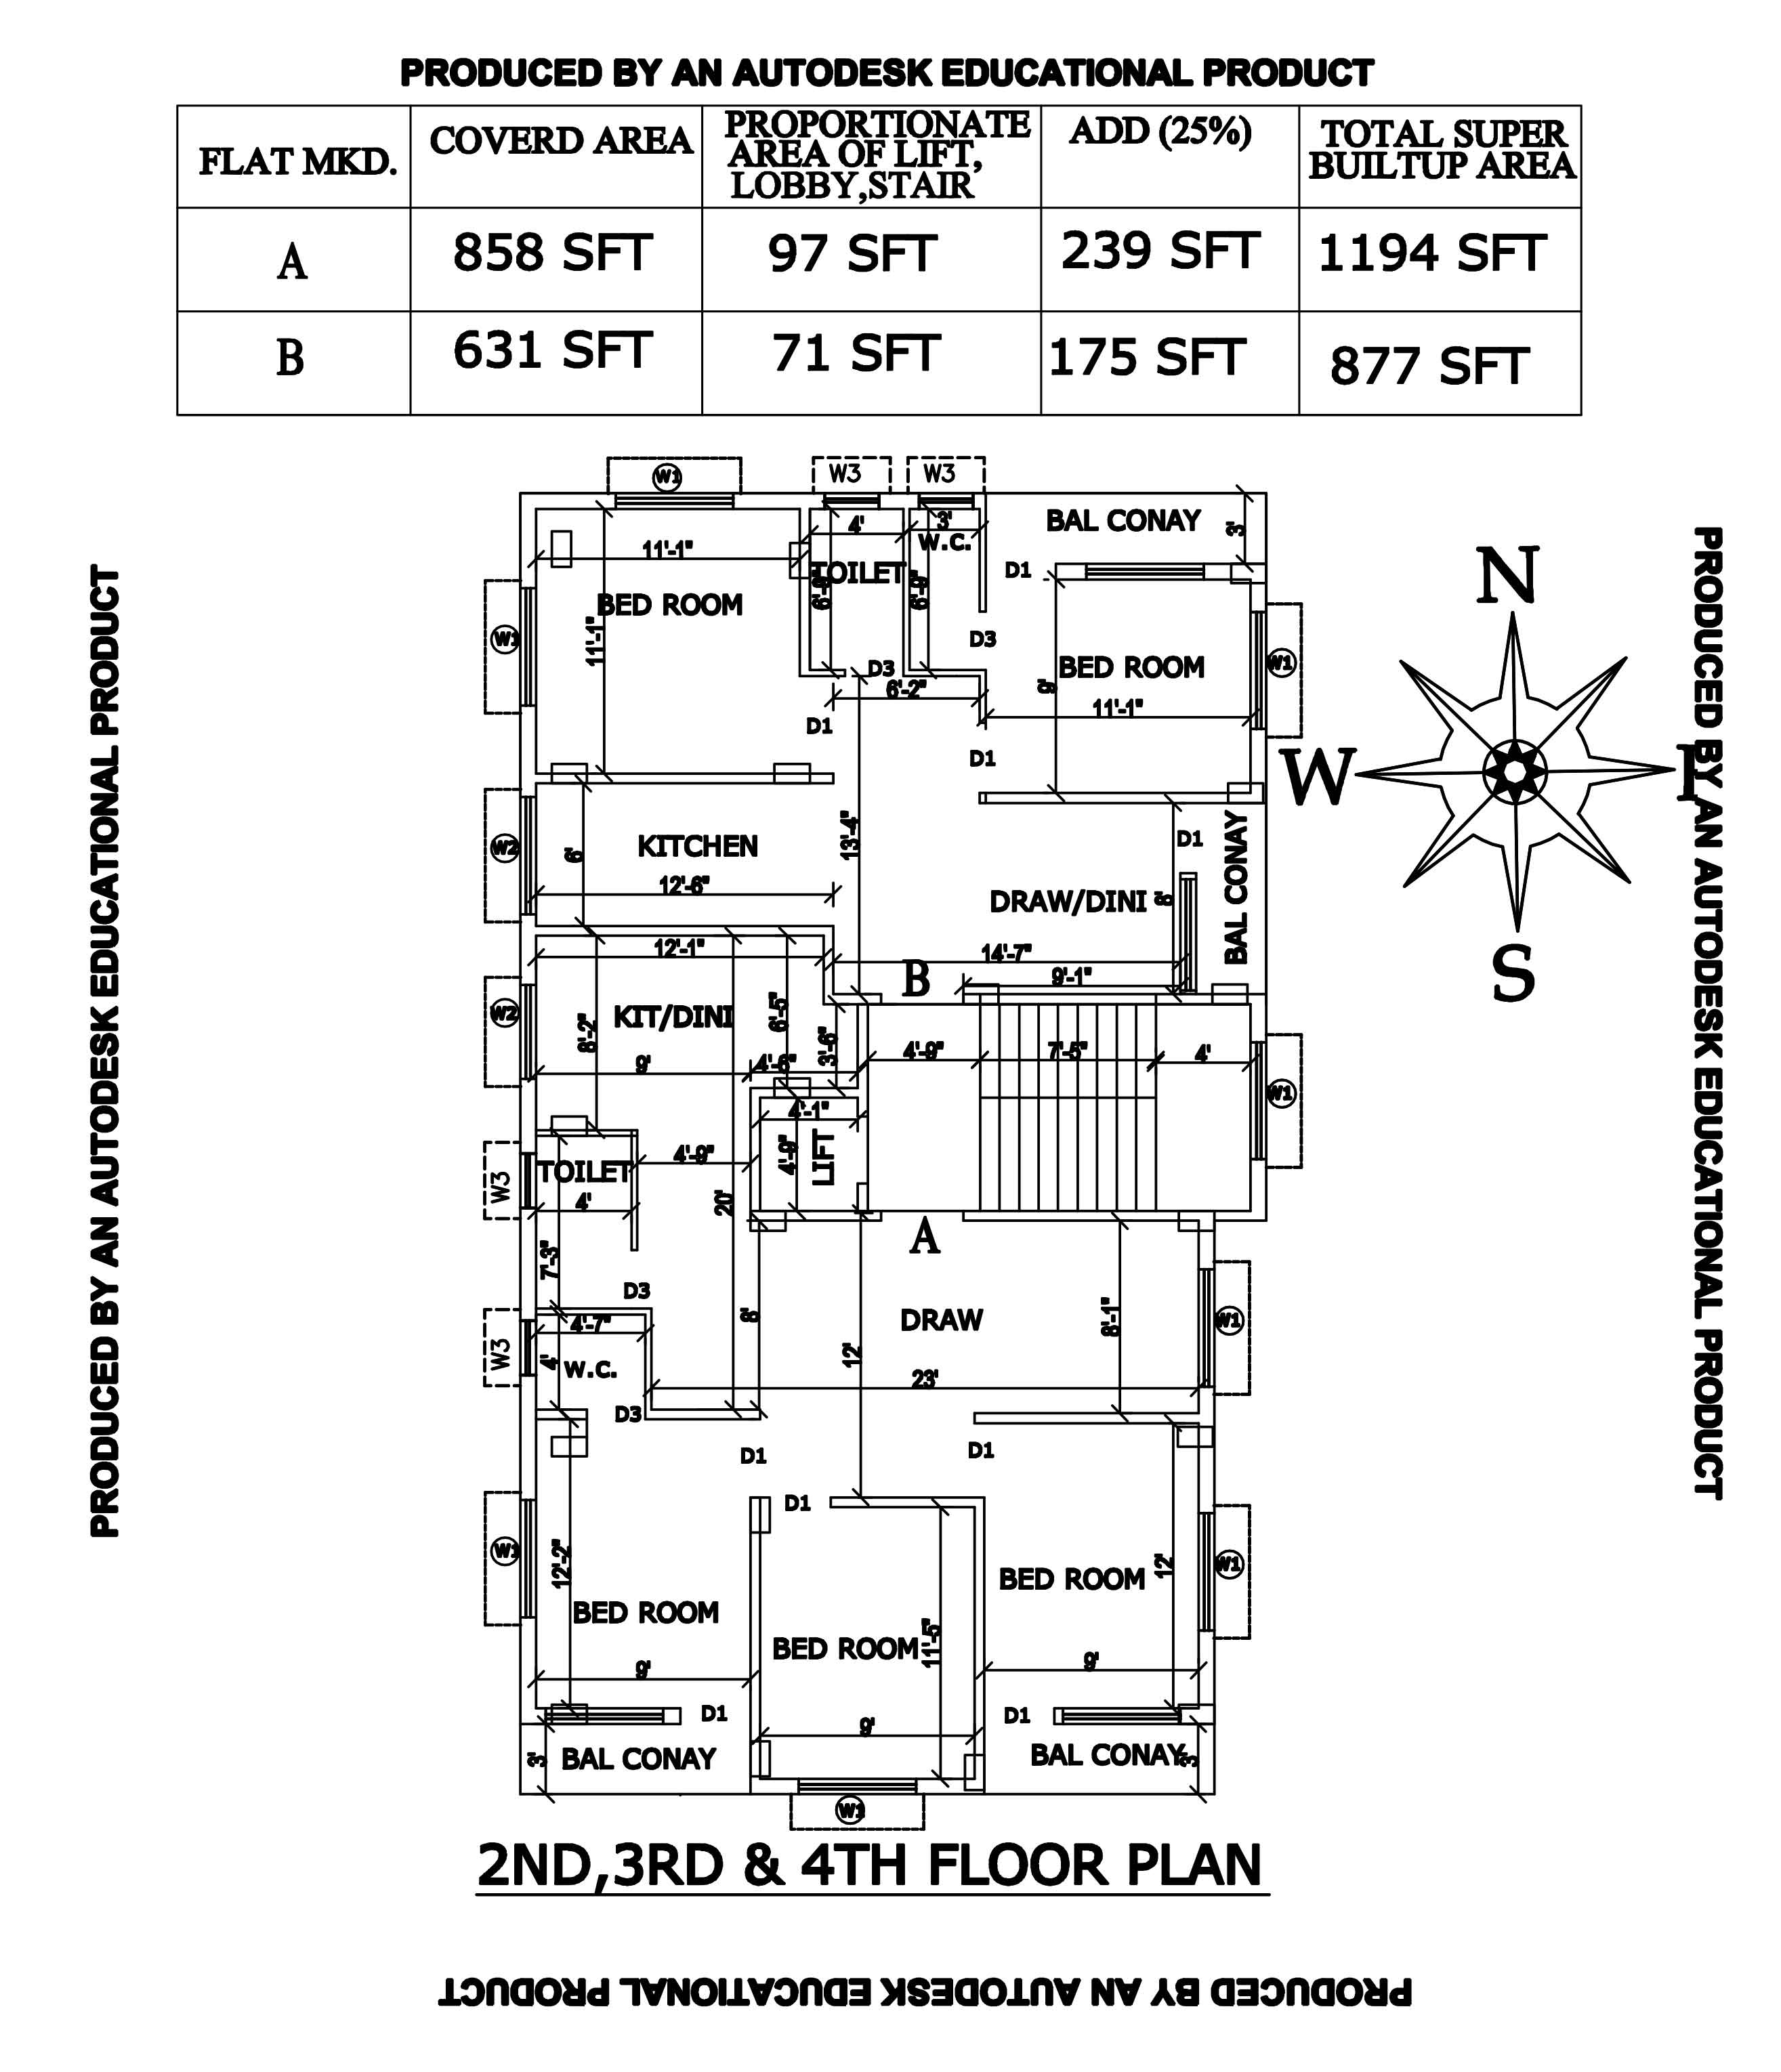 PRODUCED BY AN AUTODESK EDUCATIONAL PRODUCT
FLAT MKD.
COVERD AREA
PROPORTIONATE
AREA OF LIFT,
LOBBY,STAIR
ADD (25%)
TOTAL SUPER
BUILTUP AREA
A
858 SFT
97 SFT
239 SFT
1194 SFT
B
631 SFT
71 SFT
175 SFT
877 SFT
PRODUCED BY AN AUTODESK EDUCATIONAL PRODUCT
PRODUCED BY AN AUTODESK EDUCATIONAL PRODUCT
W1
W3
W3
4'
3'
W.C.
BAL CONAY
3'
11'-1"
TOILET
D1
6'-9"
6'-9"
BED ROOM
W1
11'-1"
D3
D3
BED ROOM
W1
6'-2"
9'
11'-1"
D1
D1
N
W
S
KITCHEN
W2
6'
13'-4"
D1
BAL CONAY
12'-6"
DRAW/DINI
8'
12'-1"
14'-7"
B
9'-1"
W2
8'-2"
KIT/DINI
6'-5"
3'-6"
9'
4'-6"
4'-9"
7'-5"
4'
W1
4'-1"
4'-9"
4'-9"
LIFT
TOILET
W3
4'
20'
A
7'-3"
D3
8'
DRAW
8'-1"
W1
W3
4'-7"
4'
W.C.
12'
23'
D3
D1
D1
D1
W1
12'-2"
BED ROOM
BED ROOM
12'
W1
BED ROOM
11'-5"
9'
9'
D1
9'
D1
3'
BAL CONAY
BAL CONAY
3'
W1
2ND,3RD & 4TH FLOOR PLAN
PRODUCED BY AN AUTODESK EDUCATIONAL PRODUCT